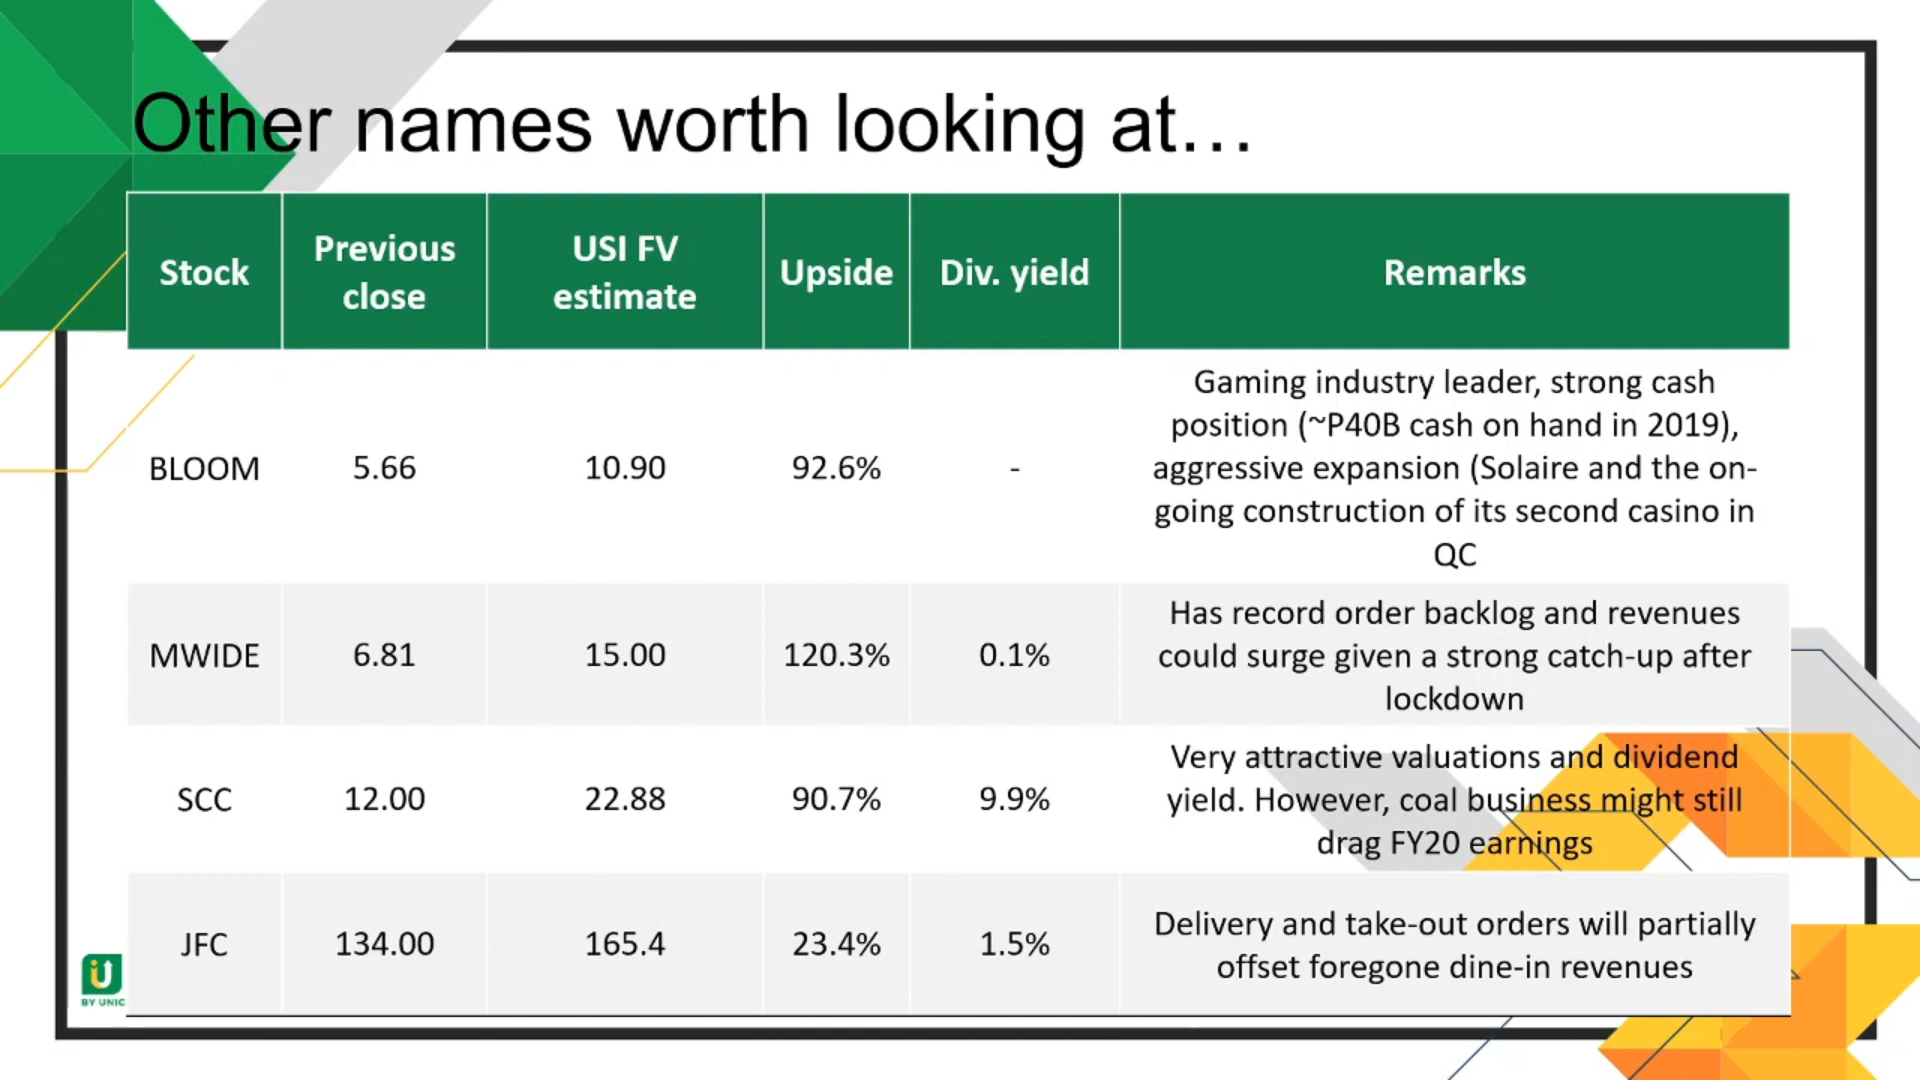 Other names worth looking at…
Stock
Previous
close
USI FV
estimate
Upside
Div. yield
Remarks
BLOOM
5.66
10.90
92.6%
-
Gaming industry leader, strong cash
position (~P40B cash on hand in 2019),
aggressive expansion (Solaire and the on-
going construction of its second casino in
QC
MWIDE
6.81
15.00
120.3%
0.1%
Has record order backlog and revenues
could surge given a strong catch-up after
lockdown
SCC
12.00
22.88
90.7%
9.9%
Very attractive valuations and dividend
yield. However, coal business might still
drag FY20 earnings
JFC
134.00
165.4
23.4%
1.5%
Delivery and take-out orders will partially
offset foregone dine-in revenues
iU
BY UNIC